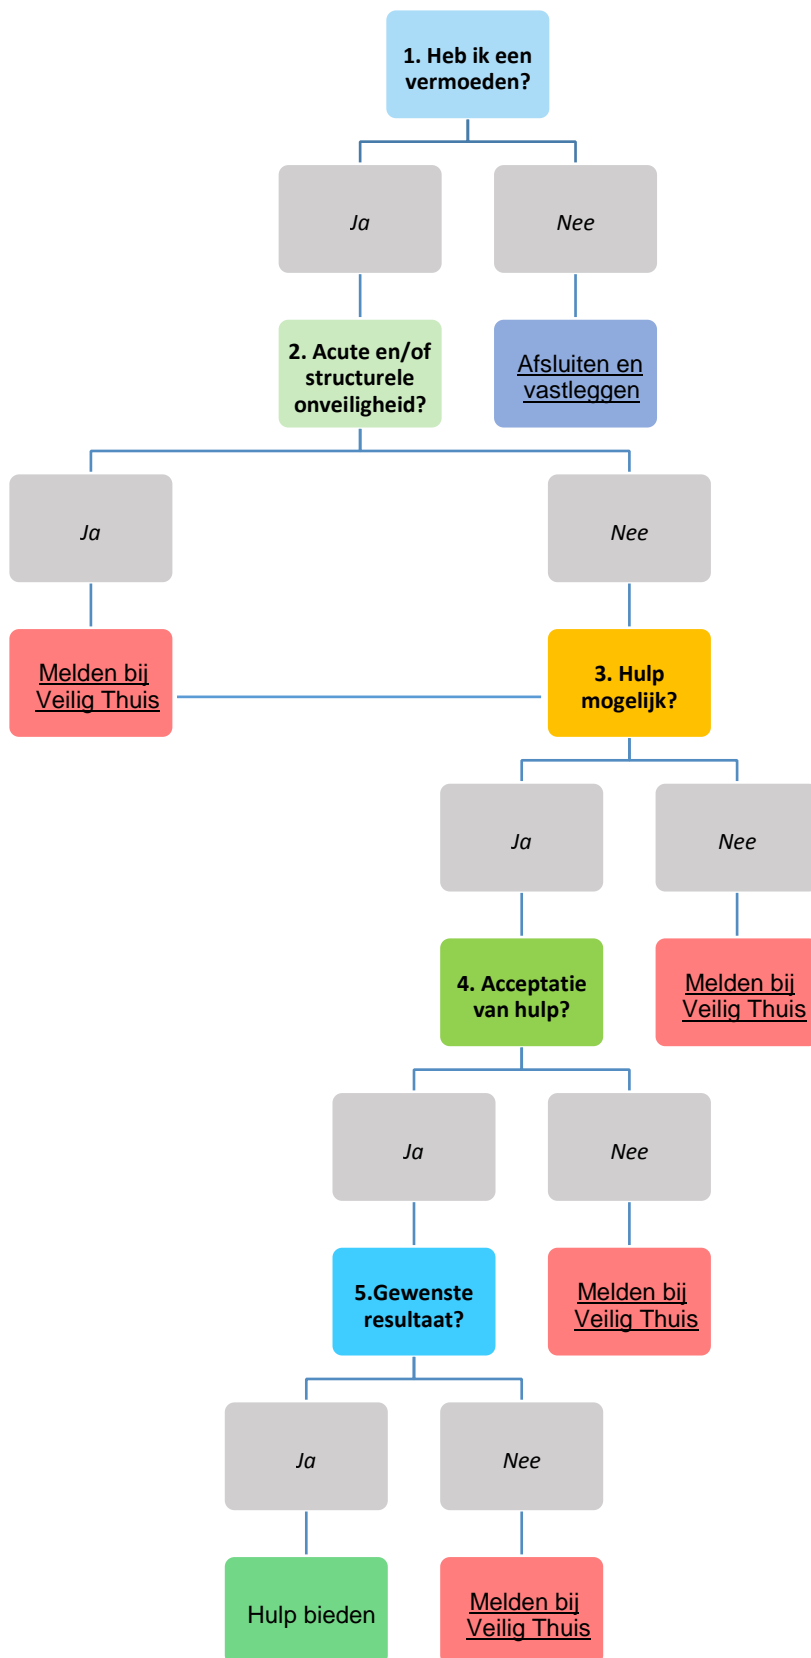 1. Heb ik een
vermoeden?
Ja
Nee
2. Acute en/of
structurele
onveiligheid?
Afsluiten en
vastleggen
Ja
Nee
Melden bij
Veilig Thuis
3. Hulp
mogelijk?
Ja
Nee
4. Acceptatie
van hulp?
Melden bij
Veilig Thuis
Ja
Nee
5.Gewenste
resultaat?
Melden bij
Veilig Thuis
Ja
Nee
Hulp bieden
Melden bij
Veilig Thuis